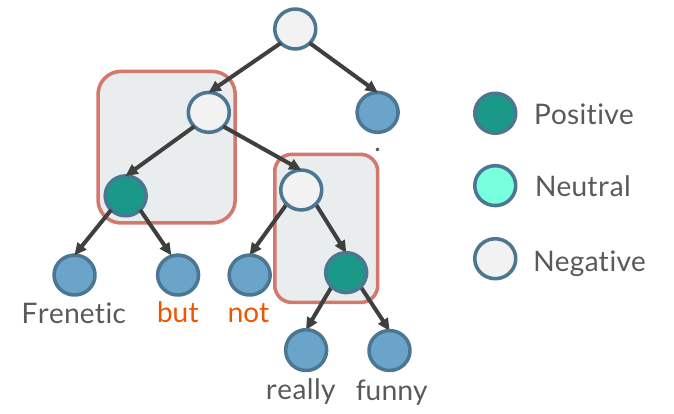 .
Positive
Neutral
Negative
Frenetic but not
really funny